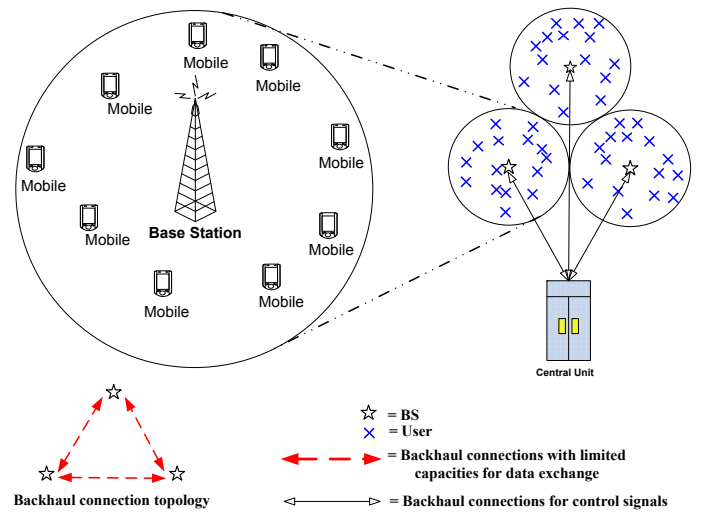 Mobile
Mobile
Mobile
Mobile
Mobile
Mobile
Mobile
Mobile
Mobile
Base Station
Central Unit
= BS
= User
= Backhaul connections with limited
capacities for data exchange
Backhaul connection topology
= Backhaul connections for control signals